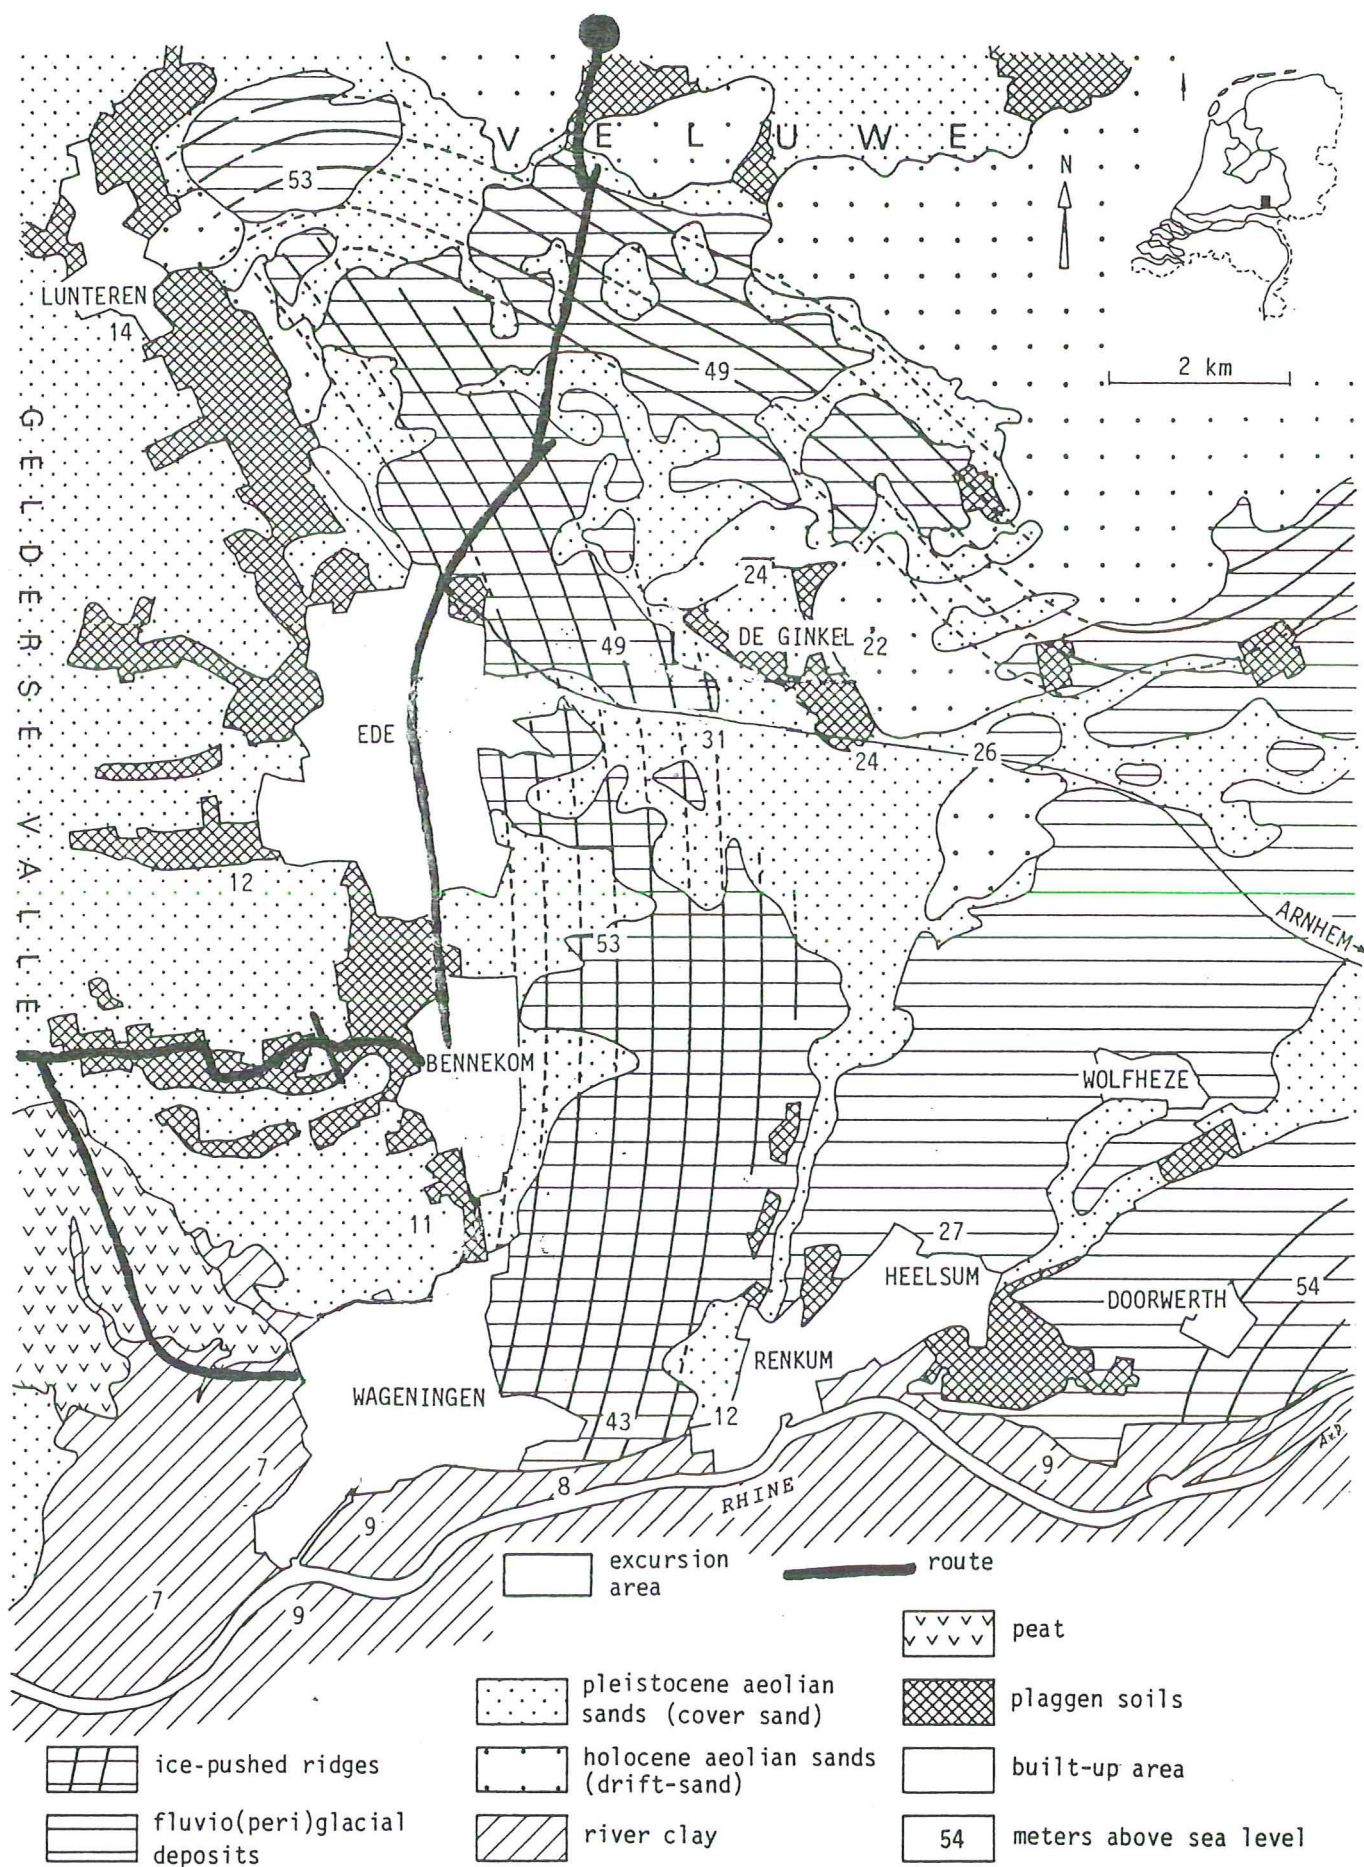 V E L U W E
N
53
LUNTEREN
14
2 km
49
GELDERSE VALLEI
24
DE GINKEL
22
49
EDE
31
24
26
12
ARNHEM
53
BENNEKOM
WOLFHEZE
11
27
HEELSUM
DOORWERTH
54
RENKUM
WAGENINGEN
12
43
7
8
9
RHINE
9
AvD
7
9
excursion
area
route
peat
pleistocene aeolian
sands (cover sand)
plaggen soils
ice-pushed ridges
holocene aeolian sands
(drift-sand)
built-up area
fluvio(peri)glacial
deposits
river clay
54
meters above sea level